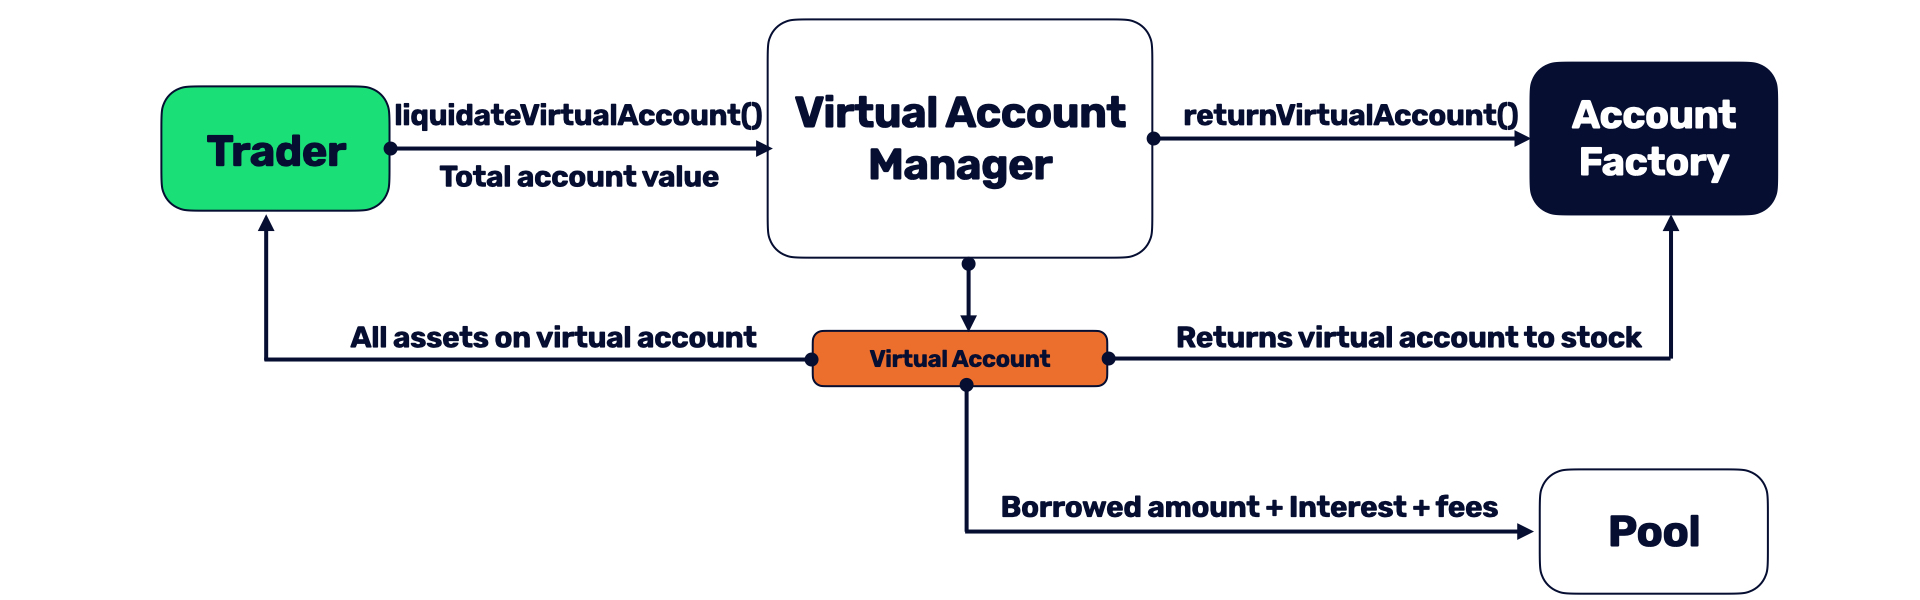 liquidateVirtualAccount()
Trader
Total account value
Virtual Account
Manager
returnVirtualAccount()
Account
Factory
All assets on virtual account
Virtual Account
Returns virtual account to stock
Borrowed amount + Interest + fees
Pool